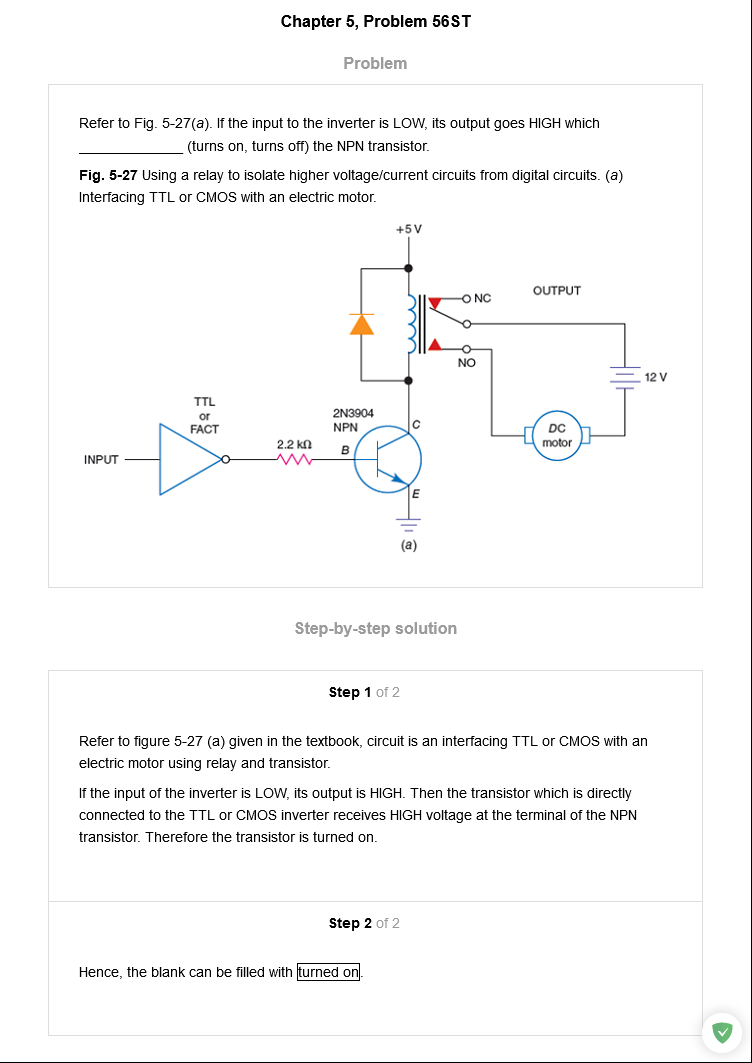 Chapter 5, Problem 56ST
Problem
Refer to Fig. 5-27(a). If the input to the inverter is LOW, its output goes HIGH which
______________ (turns on, turns off) the NPN transistor.
Fig. 5-27 Using a relay to isolate higher voltage/current circuits from digital circuits. (a)
Interfacing TTL or CMOS with an electric motor.
+5 V
NC
OUTPUT
NO
12 V
TTL
or
FACT
2N3904
NPN
C
DC
motor
2.2 kΩ
B
INPUT
E
(a)
Step-by-step solution
Step 1 of 2
Refer to figure 5-27 (a) given in the textbook, circuit is an interfacing TTL or CMOS with an
electric motor using relay and transistor.
If the input of the inverter is LOW, its output is HIGH. Then the transistor which is directly
connected to the TTL or CMOS inverter receives HIGH voltage at the terminal of the NPN
transistor. Therefore the transistor is turned on.
Step 2 of 2
Hence, the blank can be filled with turned on.